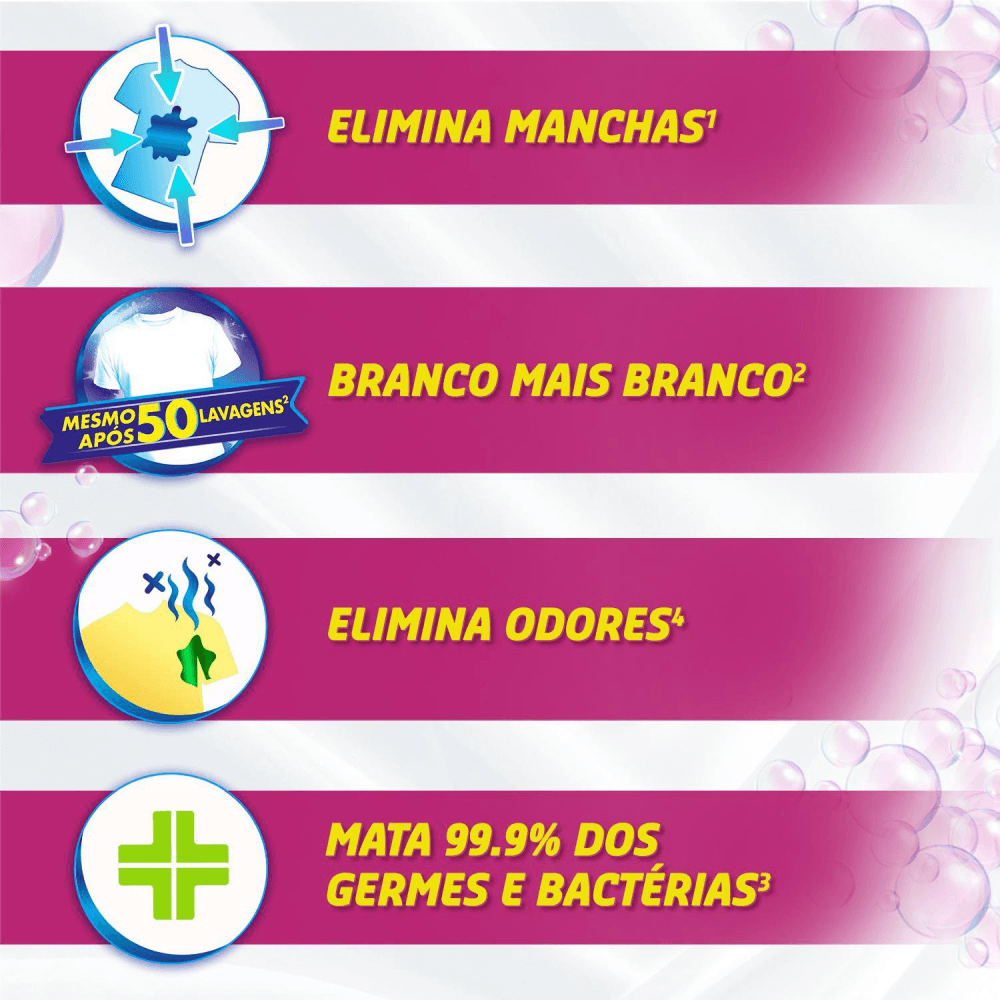 ELIMINA MANCHAS¹
BRANCO MAIS BRANCO²
MESMO
APÓS 50 LAVAGENS²
ELIMINA ODORES⁴
MATA 99.9% DOS
GERMES E BACTÉRIAS³